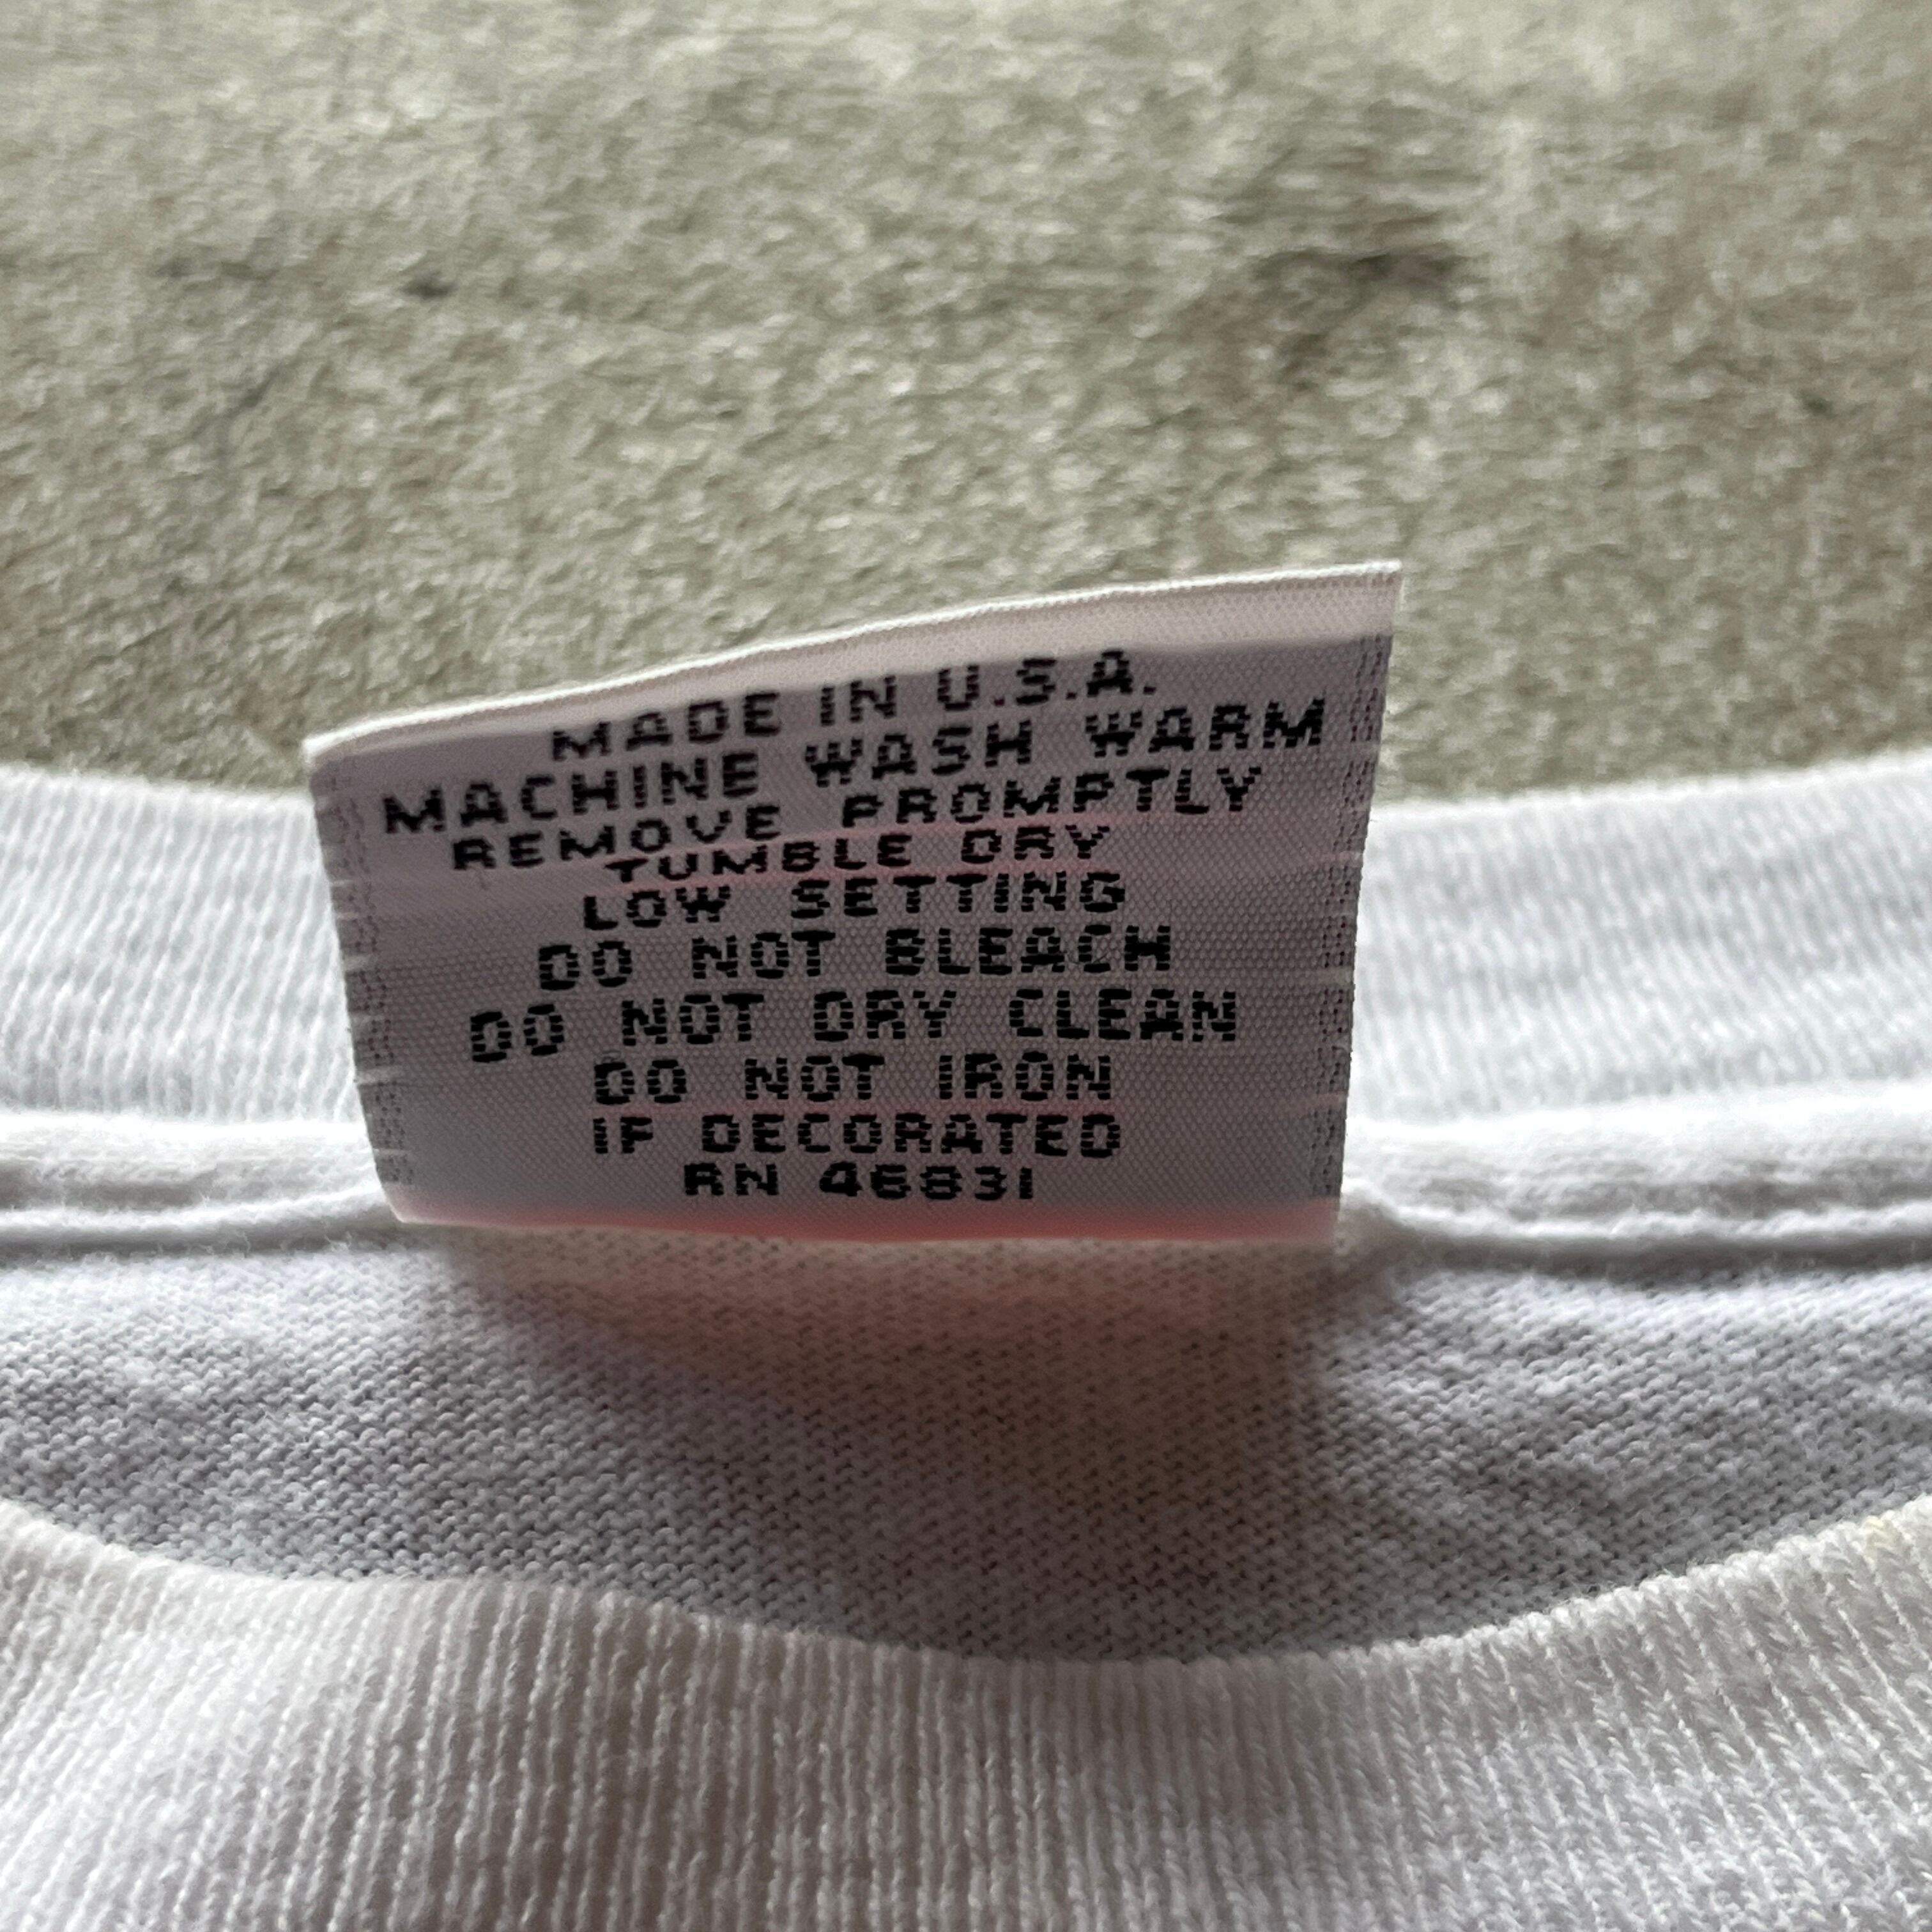 MADE IN U.S.A.
MACHINE WASH WARM
REMOVE PROMPTLY
TUMBLE DRY
LOW SETTING
DO NOT BLEACH
DO NOT DRY CLEAN
DO NOT IRON
IF DECORATED
RN 46831